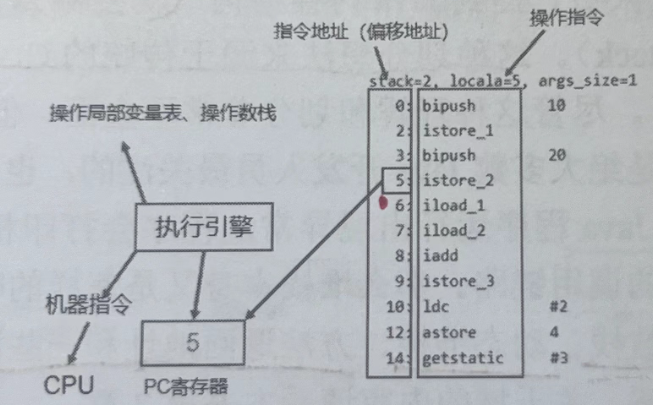 指令地址（偏移地址）
操作指令
stack=2, locala=5, args_size=1
0: bipush 10
2: istore_1
3: bipush 20
5: istore_2
6: iload_1
7: iload_2
8: iadd
9: istore_3
10: ldc #2
12: astore 4
14: getstatic #3
操作局部变量表、操作数栈
执行引擎
机器指令
5
CPU
PC寄存器